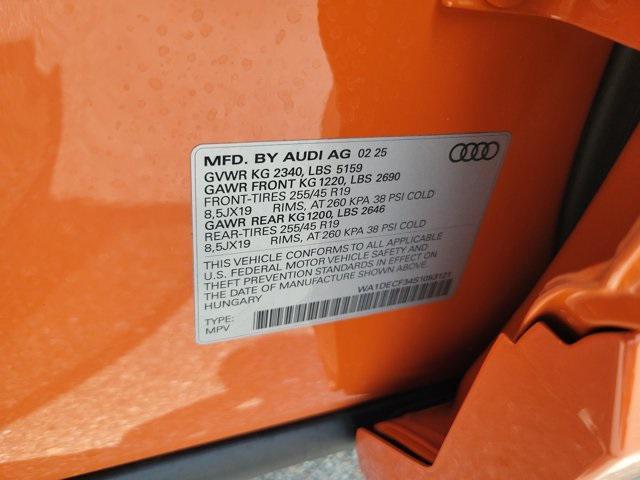 MFD. BY AUDI AG 02 25
GVWR KG 2340, LBS 5159
GAWR FRONT KG 1220, LBS 2690
FRONT-TIRES 255/45 R19
8,5JX19 RIMS, AT 260 KPA 38 PSI COLD
GAWR REAR KG 1200, LBS 2646
REAR-TIRES 255/45 R19
8,5JX19 RIMS, AT 260 KPA 38 PSI COLD
THIS VEHICLE CONFORMS TO ALL APPLICABLE
U.S. FEDERAL MOTOR VEHICLE SAFETY AND
THEFT PREVENTION STANDARDS IN EFFECT ON
THE DATE OF MANUFACTURE SHOWN ABOVE
HUNGARY
WA1DECF34S1093121
TYPE:
MPV